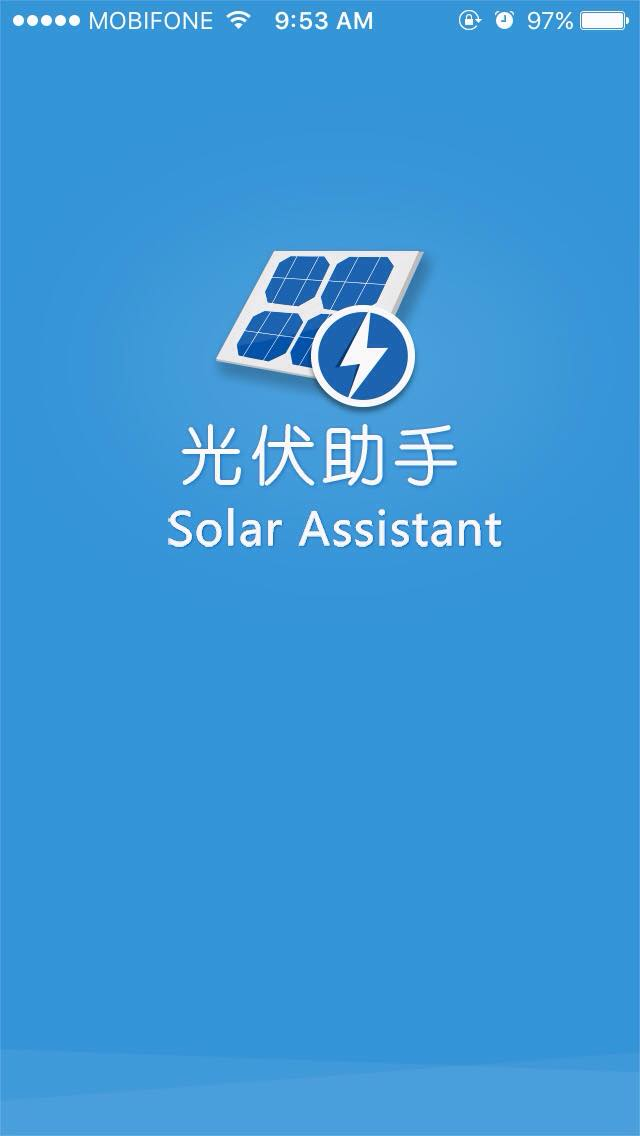 MOBIFONE 9:53 AM 97%
光伏助手
Solar Assistant